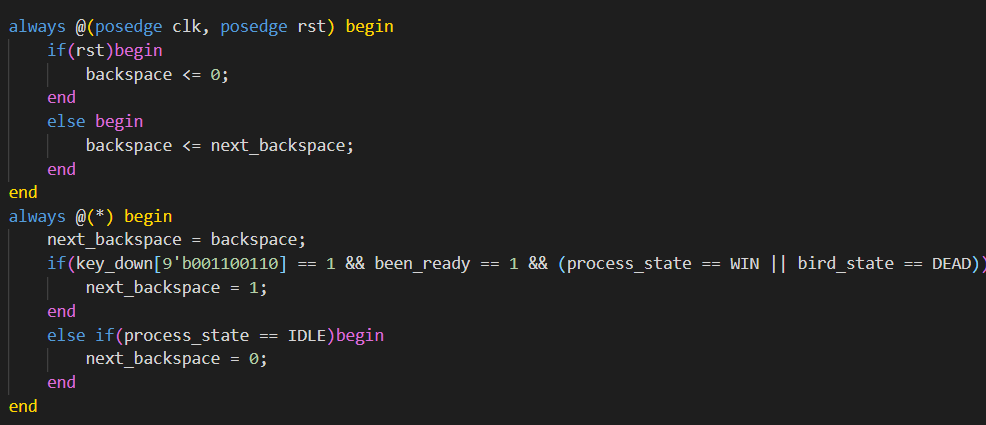 always @(posedge clk, posedge rst) begin
    if(rst)begin
        backspace <= 0;
    end
    else begin
        backspace <= next_backspace;
    end
end
always @(*) begin
    next_backspace = backspace;
    if(key_down[9'b001100110] == 1 && been_ready == 1 && (process_state == WIN || bird_state == DEAD))
        next_backspace = 1;
    end
    else if(process_state == IDLE)begin
        next_backspace = 0;
    end
end